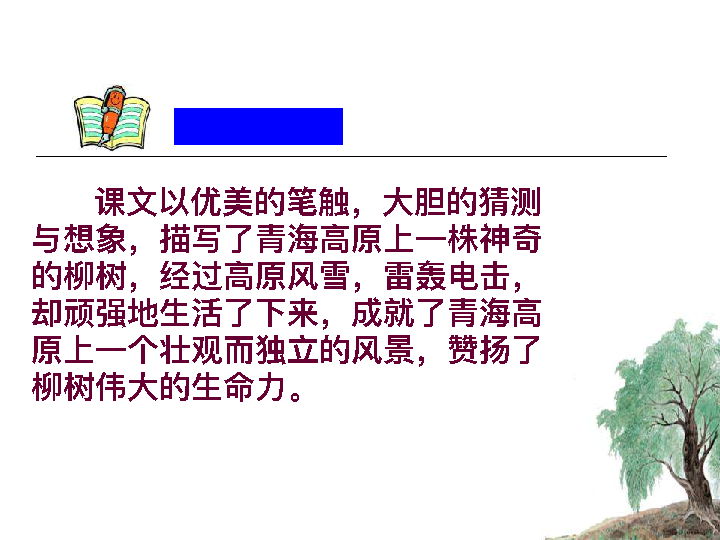 课文以优美的笔触，大胆的猜测
与想象，描写了青海高原上一株神奇
的柳树，经过高原风雪，雷轰电击，
却顽强地生活了下来，成就了青海高
原上一个壮观而独立的风景，赞扬了
柳树伟大的生命力。